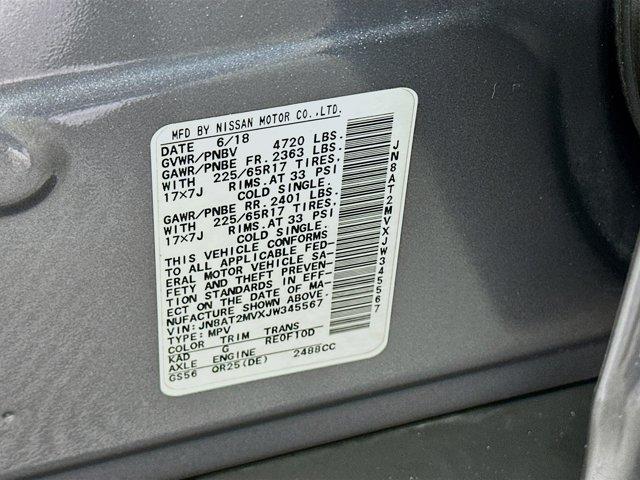 MFD BY NISSAN MOTOR CO.,LTD.
DATE 6/18
GVWR/PNBV 4720 LBS.
GAWR/PNBE FR. 2363 LBS.
WITH 225/65R17 TIRES,
17×7J RIMS.AT 33 PSI
COLD SINGLE.
GAWR/PNBE RR. 2401 LBS.
WITH 225/65R17 TIRES,
17×7J RIMS.AT 33 PSI
COLD SINGLE.
THIS VEHICLE CONFORMS
TO ALL APPLICABLE FED-
ERAL MOTOR VEHICLE SA-
FETY AND THEFT PREVEN-
TION STANDARDS IN EFF-
ECT ON THE DATE OF MA-
NUFACTURE SHOWN ABOVE.
VIN: JN8AT2MVXJW345567
TYPE: MPV
COLOR TRIM TRANS
KAD G RE0F10D
AXLE ENGINE
GS56 QR25(DE) 2488CC
JN8AT2MVXJW345567